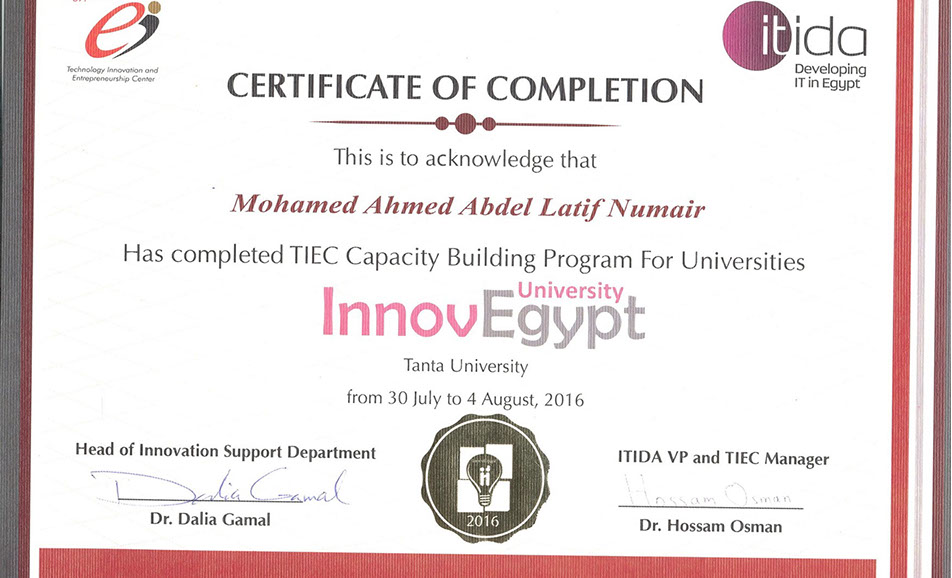 Technology Innovation and
Entrepreneurship Center
itida
Developing
IT in Egypt
CERTIFICATE OF COMPLETION
This is to acknowledge that
Mohamed Ahmed Abdel Latif Numair
Has completed TIEC Capacity Building Program For Universities
University
InnovEgypt
Tanta University
from 30 July to 4 August, 2016
Head of Innovation Support Department
ITIDA VP and TIEC Manager
Dalia Gamal
Hossam Osman
Dr. Dalia Gamal
Dr. Hossam Osman
2016